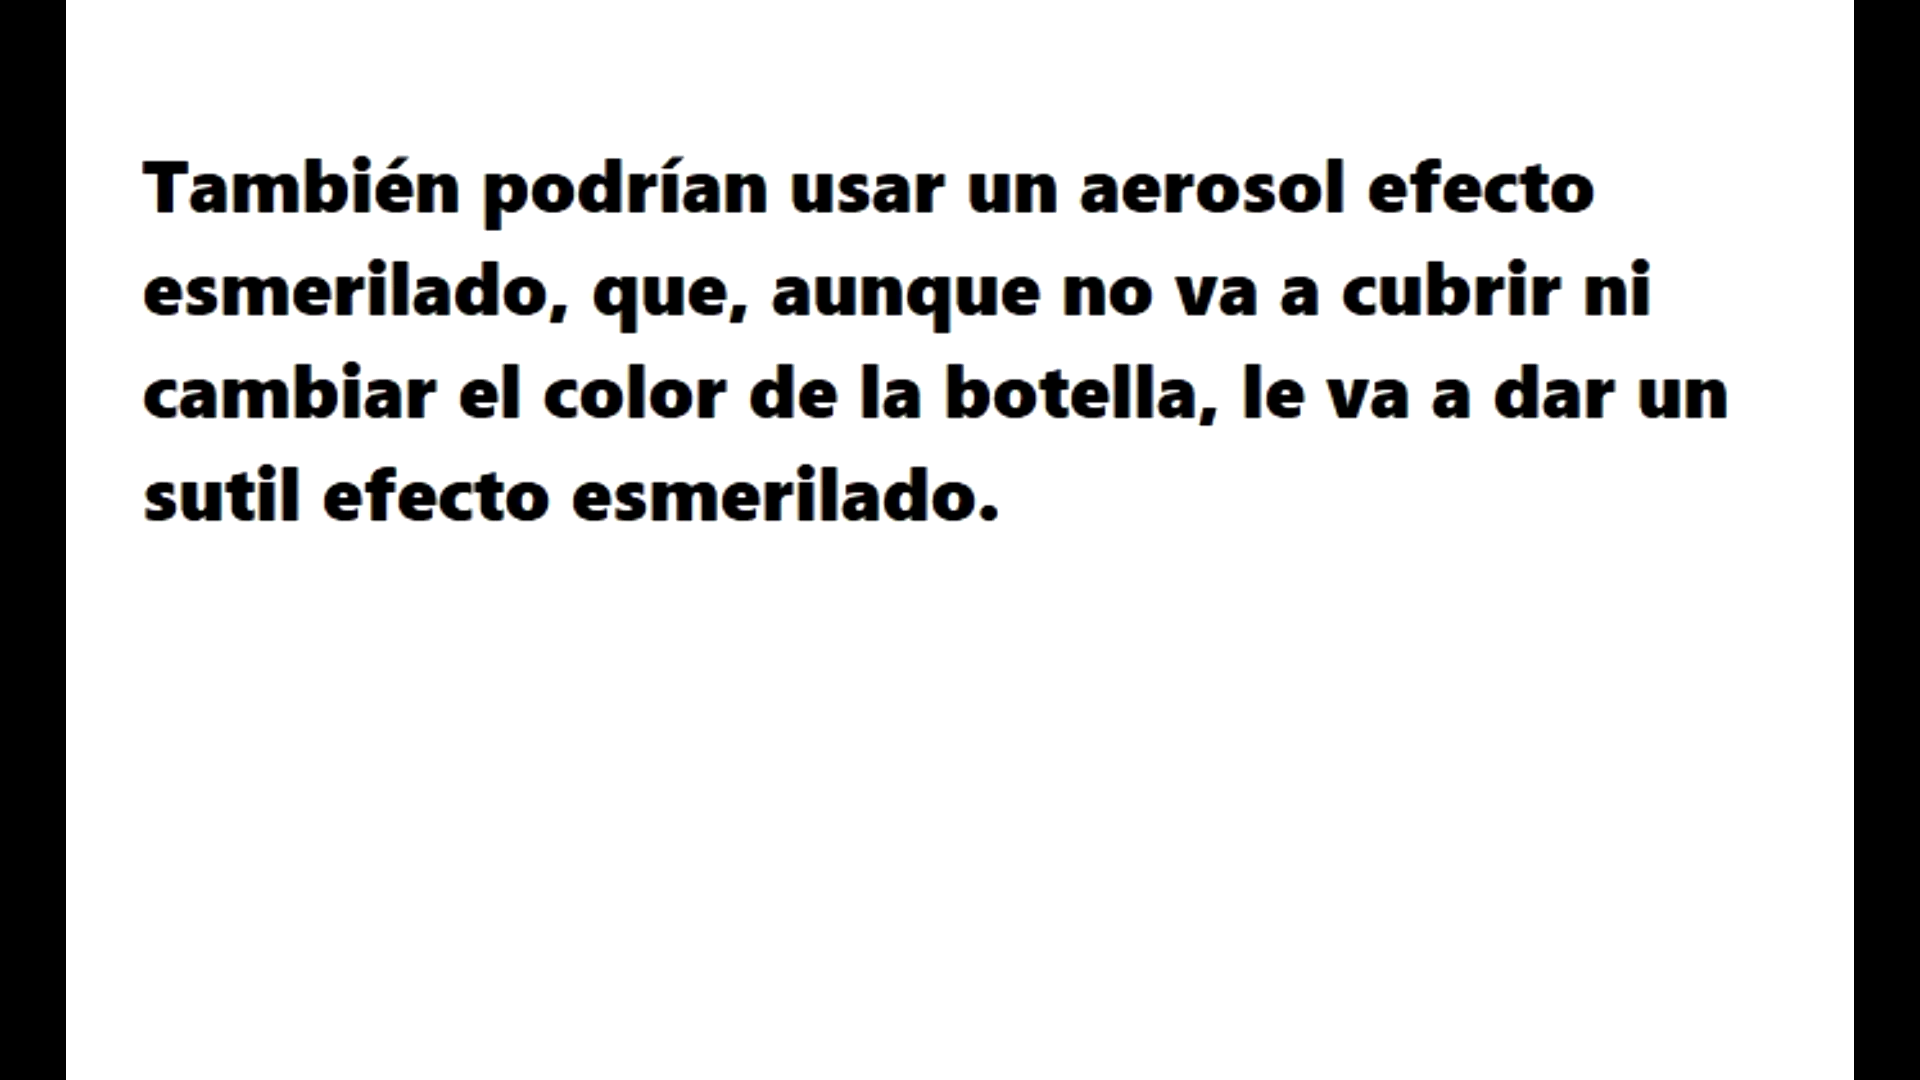 También podrían usar un aerosol efecto
esmerilado, que, aunque no va a cubrir ni
cambiar el color de la botella, le va a dar un
sutil efecto esmerilado.